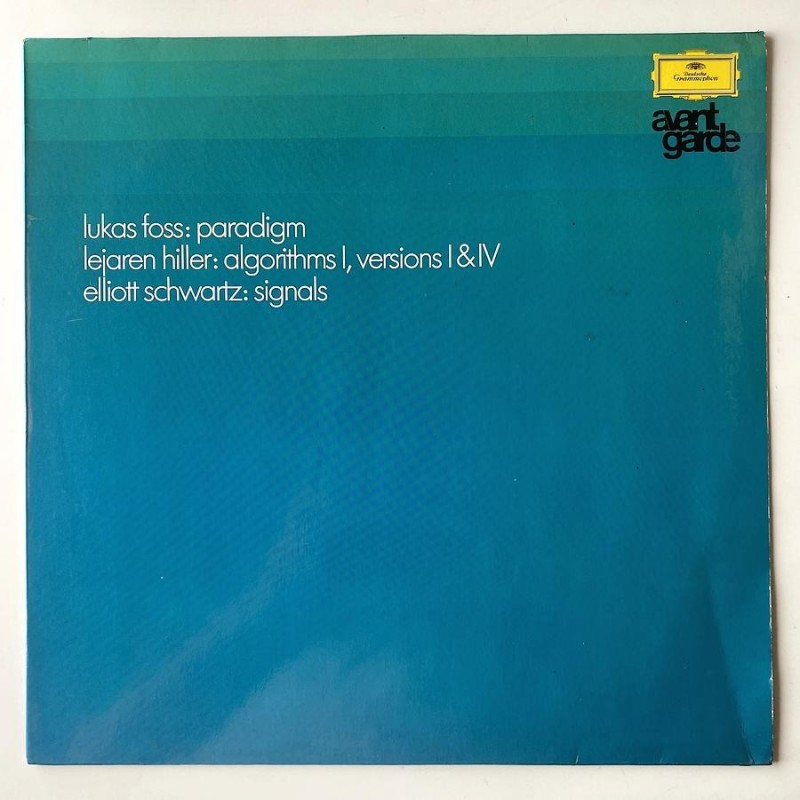 Deutsche
Grammophon
avant
garde
lukas foss: paradigm
lejaren hiller: algorithms I, versions I & IV
elliott schwartz: signals